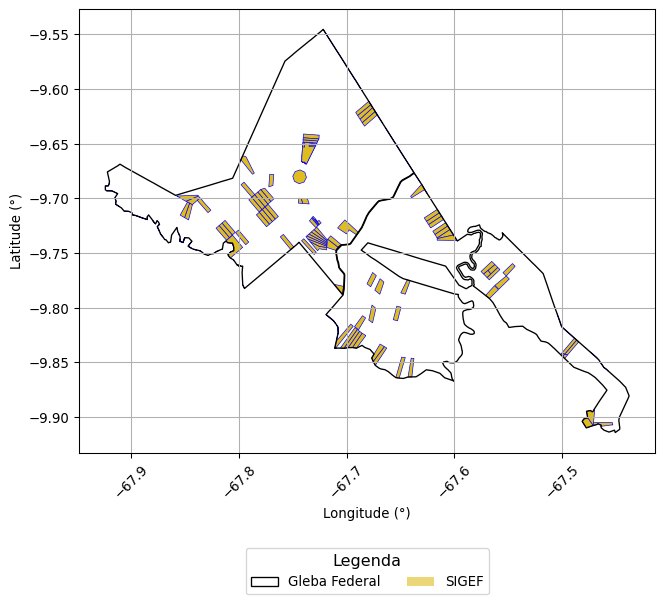 −9.55
−9.60
−9.65
−9.70
−9.75
−9.80
−9.85
−9.90
Latitude (°)
−67.9
−67.8
−67.7
−67.6
−67.5
Longitude (°)
Legenda
Gleba Federal
SIGEF